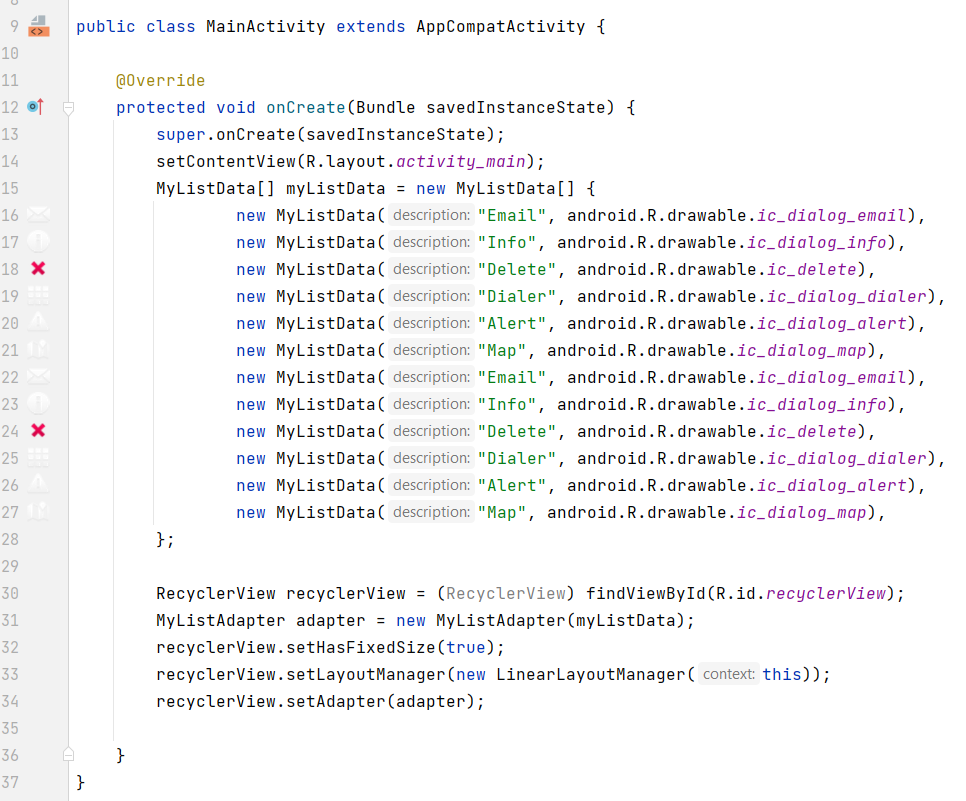 9 public class MainActivity extends AppCompatActivity {
10
11 @Override
12 protected void onCreate(Bundle savedInstanceState) {
13 super.onCreate(savedInstanceState);
14 setContentView(R.layout.activity_main);
15 MyListData[] myListData = new MyListData[] {
16 new MyListData( description: "Email", android.R.drawable.ic_dialog_email),
17 new MyListData( description: "Info", android.R.drawable.ic_dialog_info),
18 new MyListData( description: "Delete", android.R.drawable.ic_delete),
19 new MyListData( description: "Dialer", android.R.drawable.ic_dialog_dialer),
20 new MyListData( description: "Alert", android.R.drawable.ic_dialog_alert),
21 new MyListData( description: "Map", android.R.drawable.ic_dialog_map),
22 new MyListData( description: "Email", android.R.drawable.ic_dialog_email),
23 new MyListData( description: "Info", android.R.drawable.ic_dialog_info),
24 new MyListData( description: "Delete", android.R.drawable.ic_delete),
25 new MyListData( description: "Dialer", android.R.drawable.ic_dialog_dialer),
26 new MyListData( description: "Alert", android.R.drawable.ic_dialog_alert),
27 new MyListData( description: "Map", android.R.drawable.ic_dialog_map),
28 };
29
30 RecyclerView recyclerView = (RecyclerView) findViewById(R.id.recyclerView);
31 MyListAdapter adapter = new MyListAdapter(myListData);
32 recyclerView.setHasFixedSize(true);
33 recyclerView.setLayoutManager(new LinearLayoutManager( context: this));
34 recyclerView.setAdapter(adapter);
35
36 }
37 }